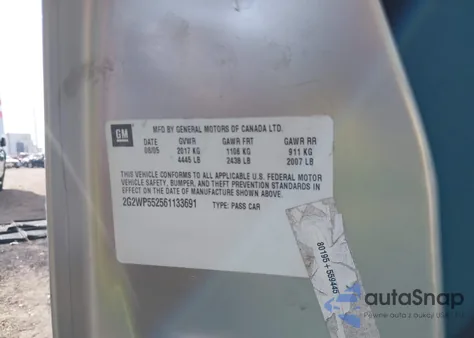 GM
MFD BY GENERAL MOTORS OF CANADA LTD.
DATE GVWR GAWR FRT GAWR RR
08/05 2017 KG 1106 KG 911 KG
4445 LB 2438 LB 2007 LB
THIS VEHICLE CONFORMS TO ALL APPLICABLE U.S. FEDERAL MOTOR
VEHICLE SAFETY, BUMPER, AND THEFT PREVENTION STANDARDS IN
EFFECT ON THE DATE OF MANUFACTURE SHOWN ABOVE.
2G2WP552561133691 TYPE: PASS CAR
80195 + 559445
autoSnap